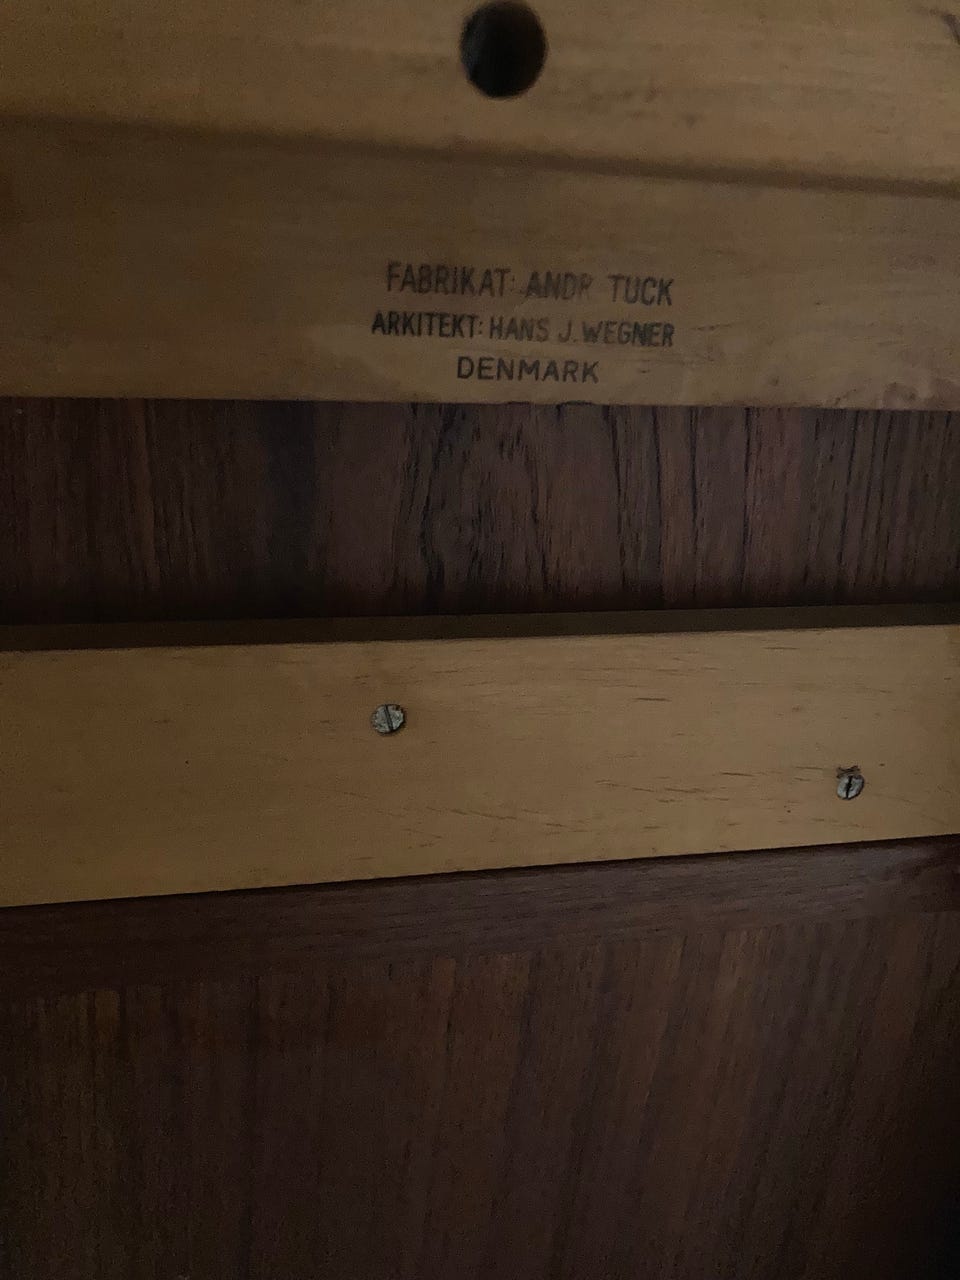 FABRIKAT: ANDR TUCK
ARKITEKT: HANS J. WEGNER
DENMARK